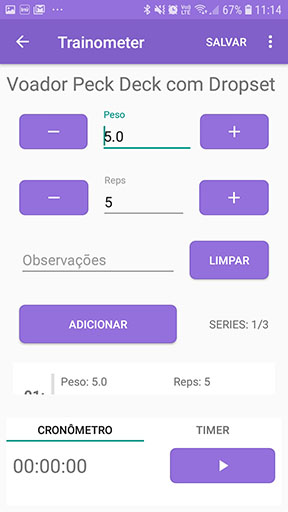 67% 11:14
Trainometer SALVAR
Voador Peck Deck com Dropset
Peso
− 5.0 +
Reps
− 5 +
Observações LIMPAR
ADICIONAR SERIES: 1/3
Peso: 5.0 Reps: 5
CRONÔMETRO TIMER
00:00:00